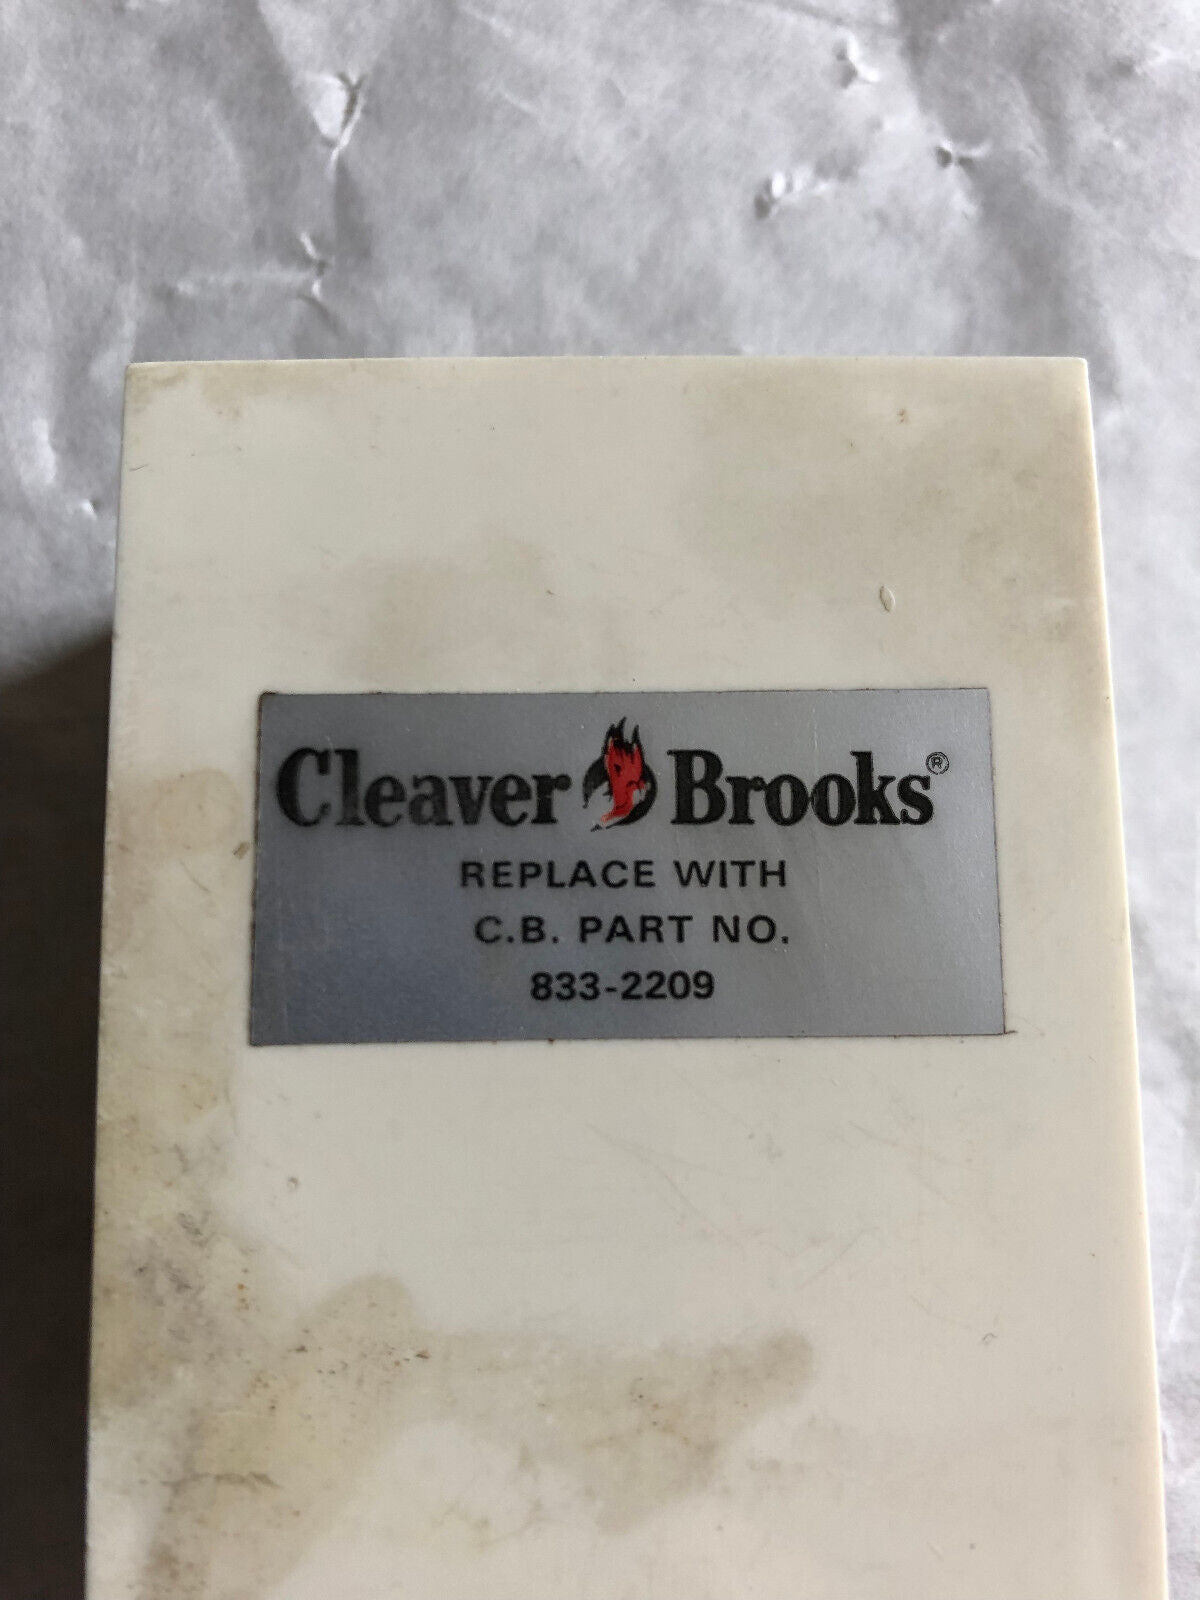 Cleaver Brooks®
REPLACE WITH
C.B. PART NO.
833-2209